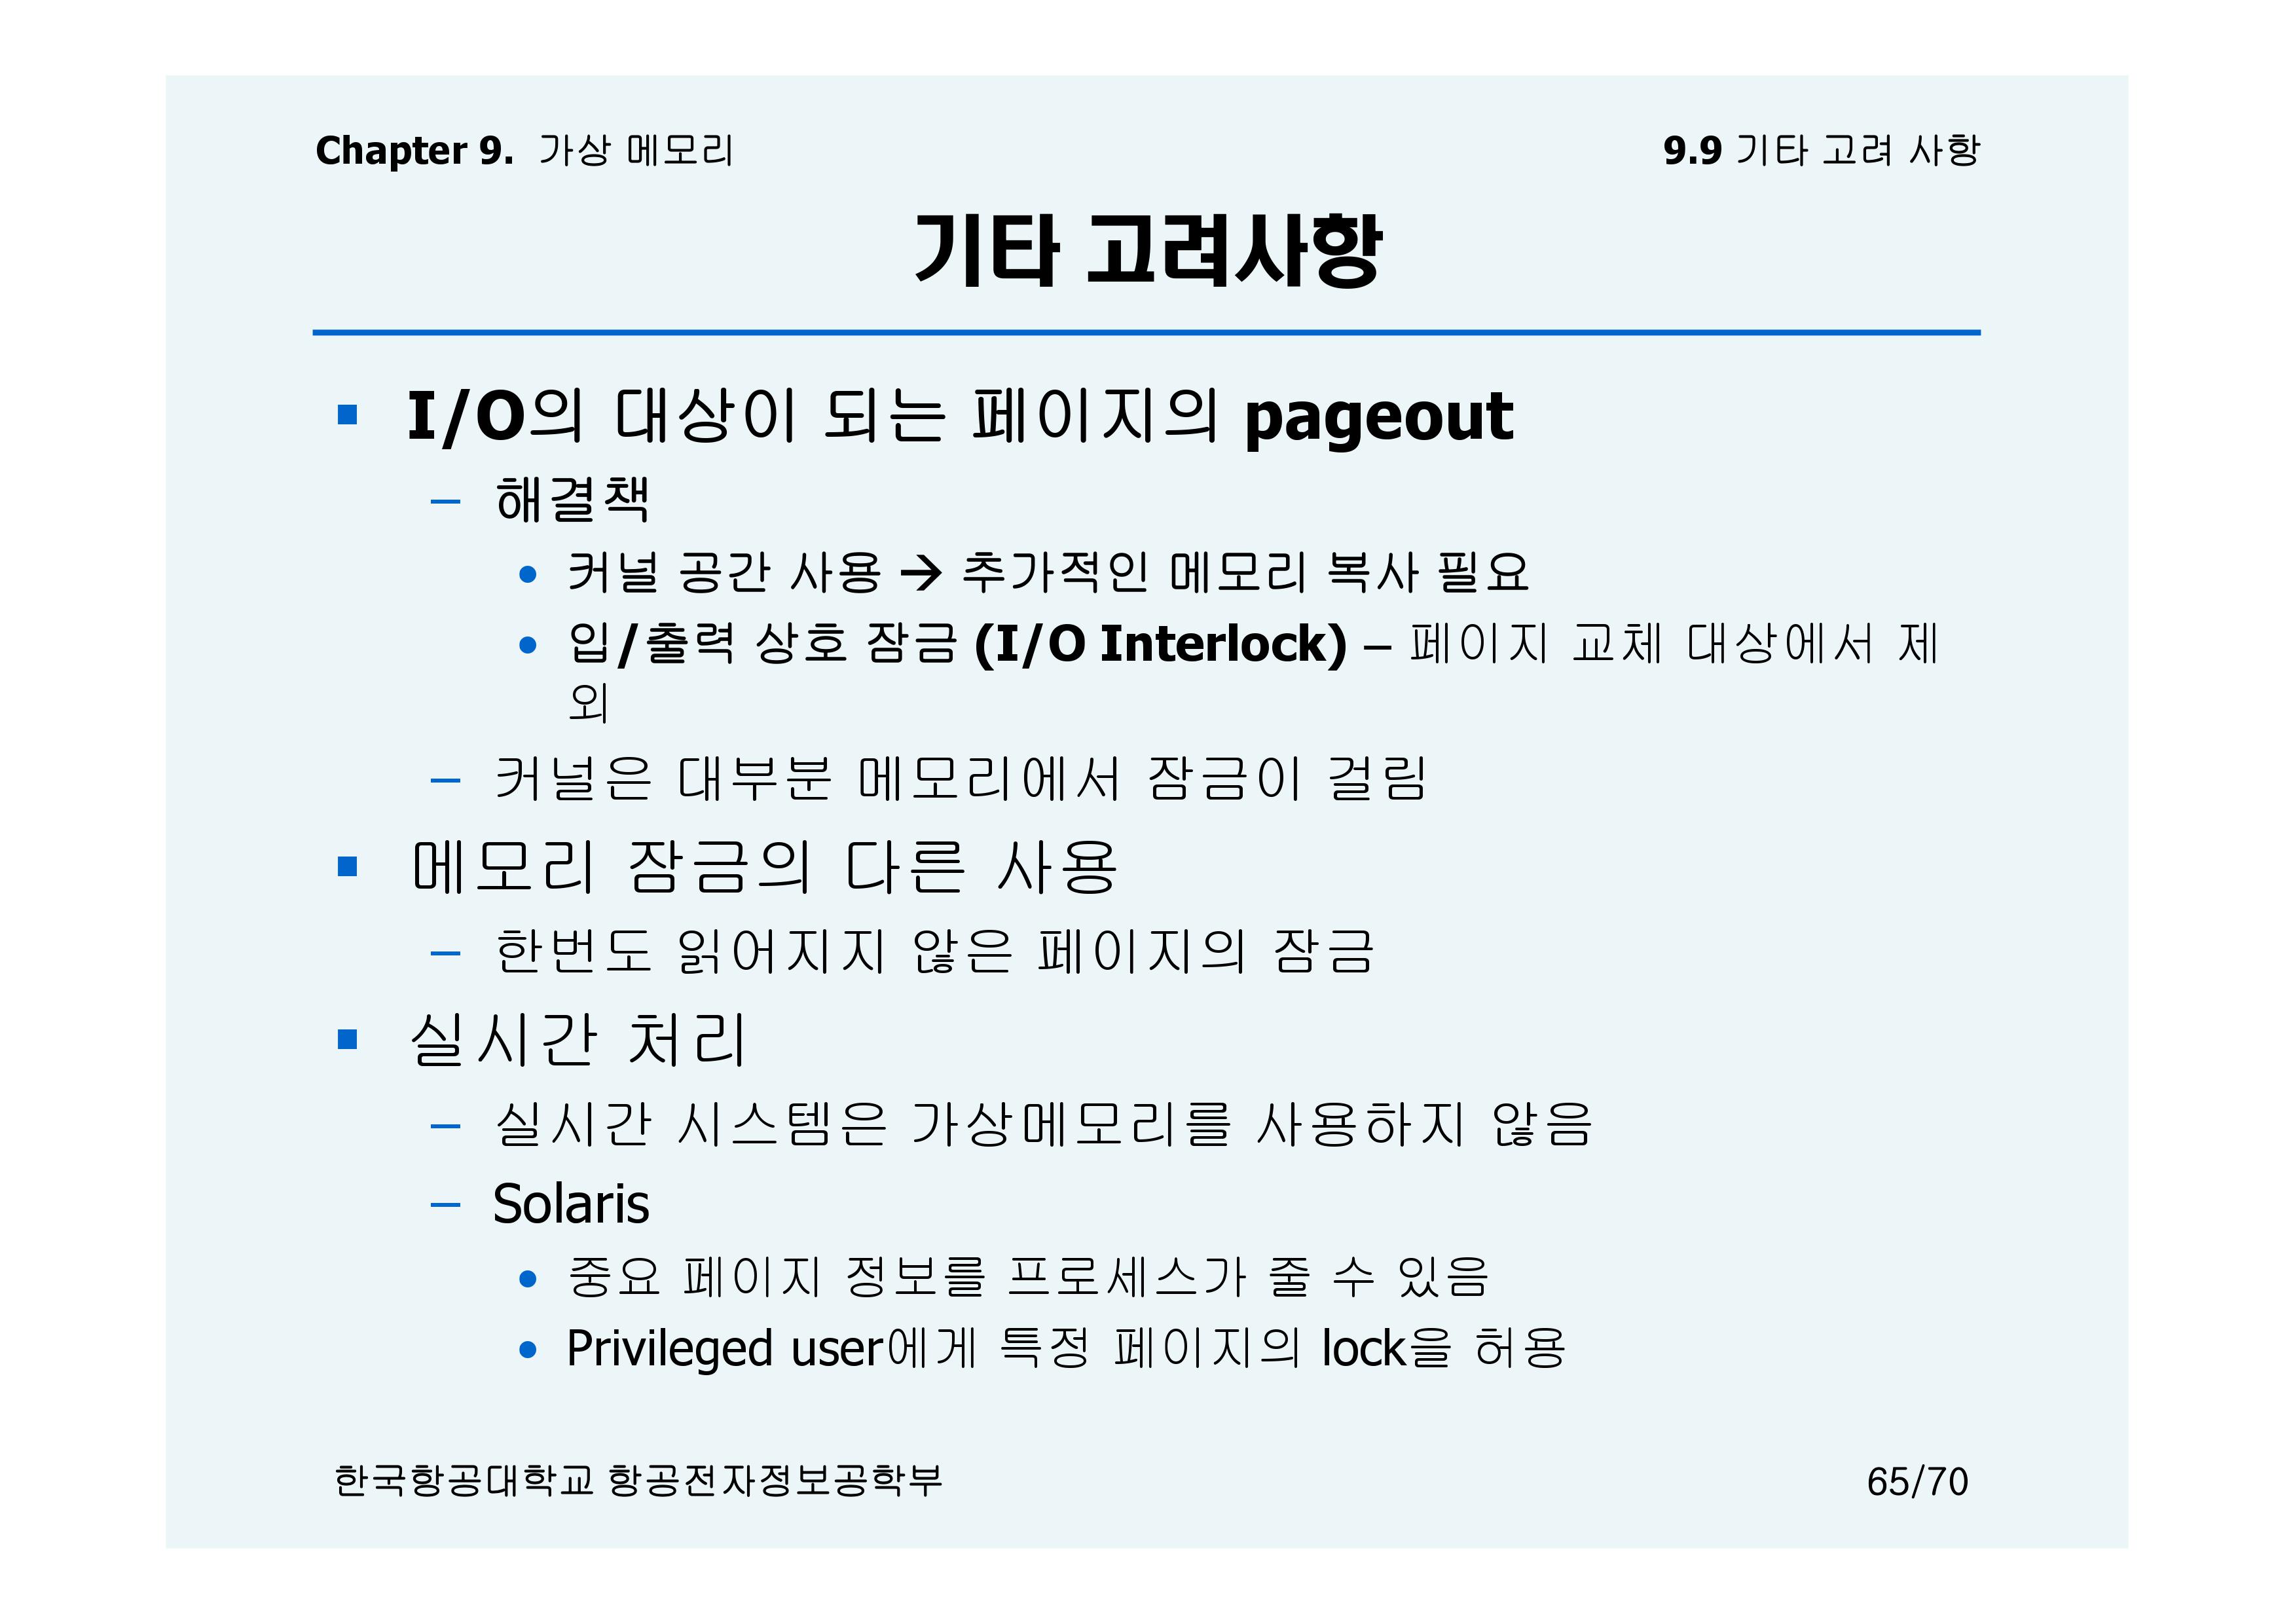 Chapter 9. 가상 메모리
9.9 기타 고려 사항
기타 고려사항
■ I/O의 대상이 되는 페이지의 pageout
– 해결책
● 커널 공간 사용 → 추가적인 메모리 복사 필요
● 입/출력 상호 잠금 (I/O Interlock) – 페이지 교체 대상에서 제
외
– 커널은 대부분 메모리에서 잠금이 걸림
■ 메모리 잠금의 다른 사용
– 한번도 읽어지지 않은 페이지의 잠금
■ 실시간 처리
– 실시간 시스템은 가상메모리를 사용하지 않음
– Solaris
● 중요 페이지 정보를 프로세스가 줄 수 있음
● Privileged user에게 특정 페이지의 lock을 허용
한국항공대학교 항공전자정보공학부
65/70